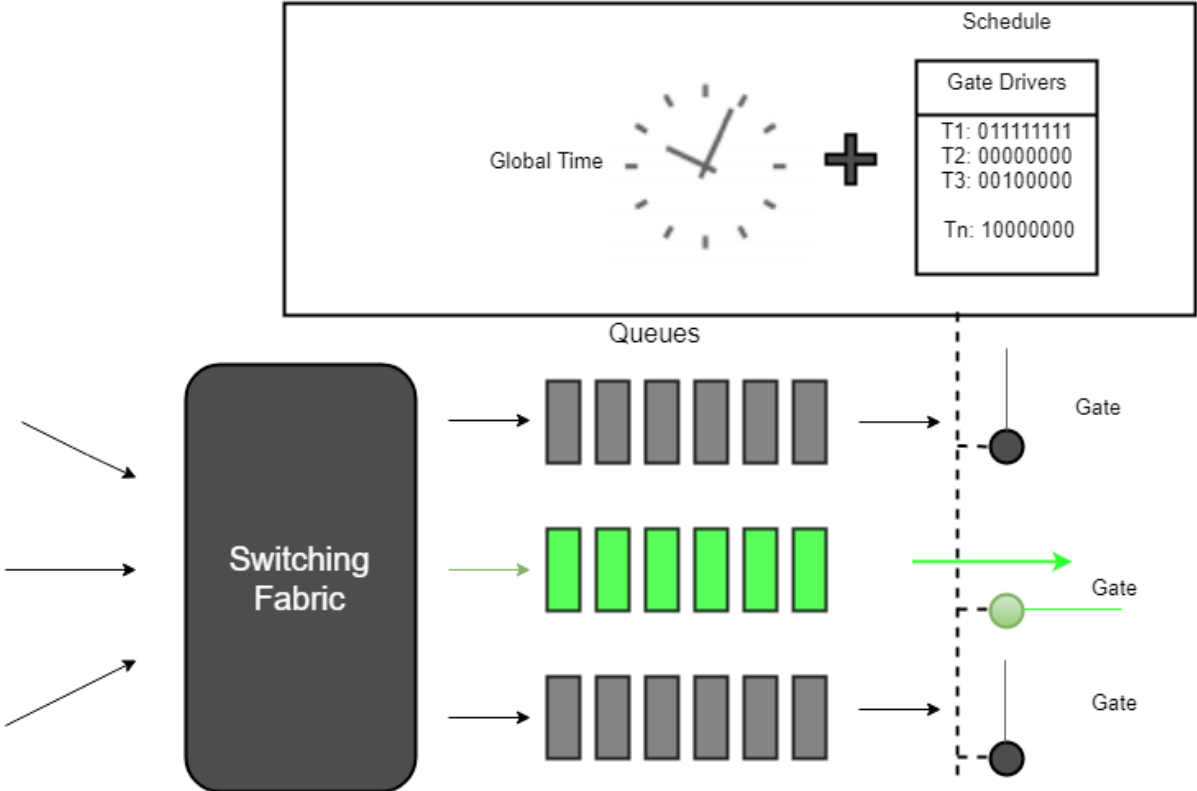 Schedule
Gate Drivers
Global Time
T1: 011111111
T2: 00000000
T3: 00100000
Tn: 10000000
Queues
Gate
Switching
Fabric
Gate
Gate